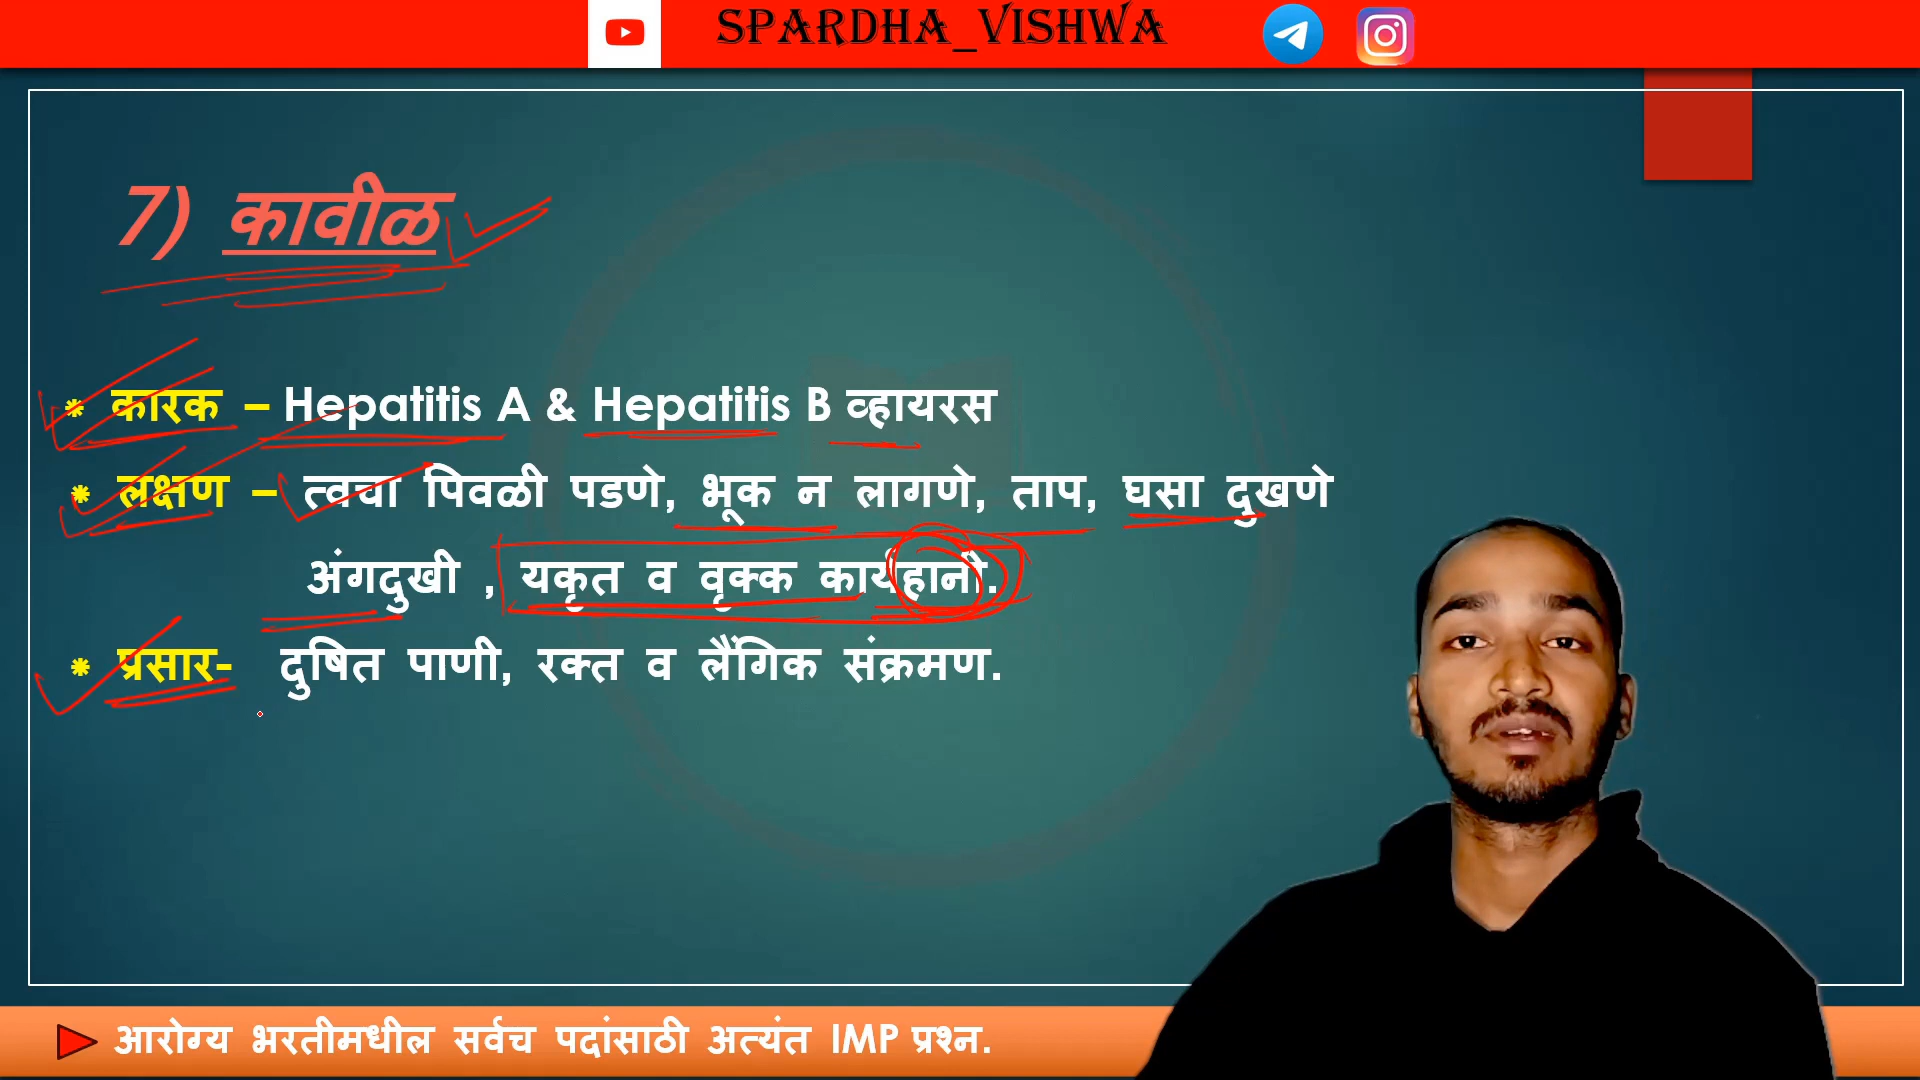 SPARDHA_VISHWA
7) कावीळ
* कारक – Hepatitis A & Hepatitis B व्हायरस
* लक्षण – त्वचा पिवळी पडणे, भूक न लागणे, ताप, घसा दुखणे
अंगदुखी , यकृत व वृक्क कार्यहानी.
* प्रसार- दुषित पाणी, रक्त व लैंगिक संक्रमण.
आरोग्य भरतीमधील सर्वच पदांसाठी अत्यंत IMP प्रश्न.